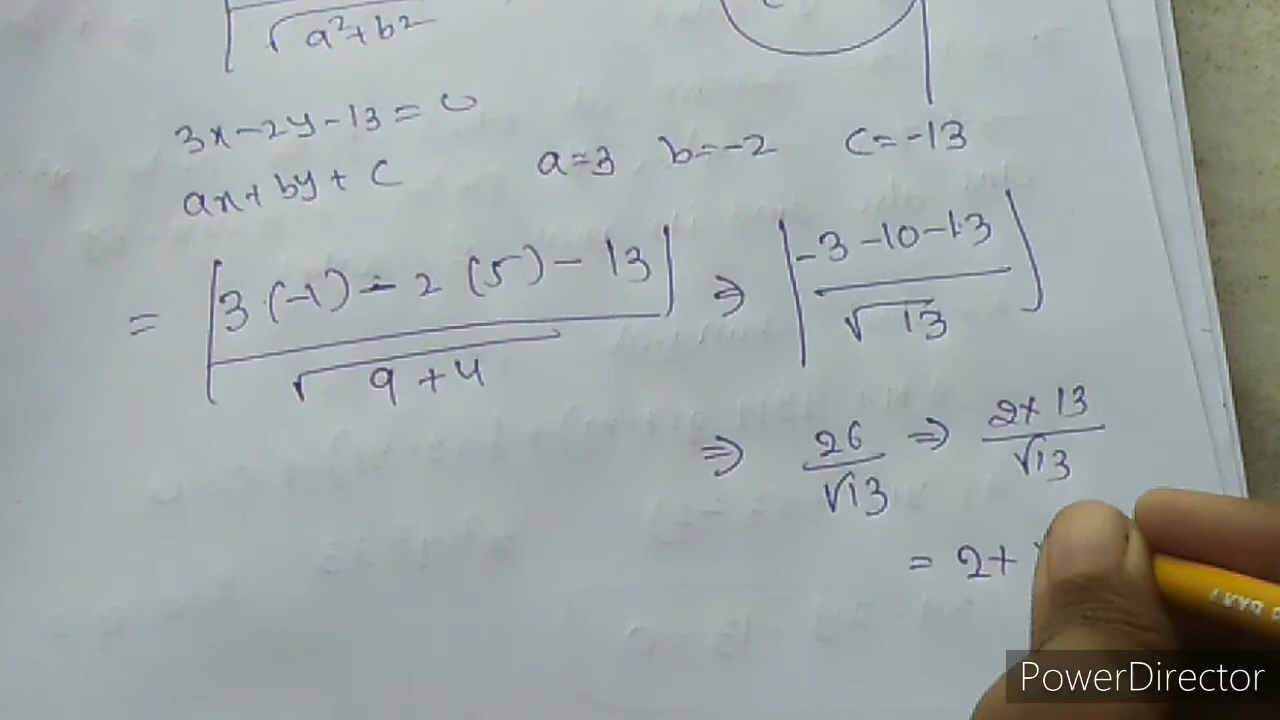 √a²+b²
3x-2y-13=0
ax+by+c a=3 b=-2 c=-13
= |3(-1)-2(5)-13| / √9+4 ⇒ |-3-10-13 / √13|
⇒ 26/√13 ⇒ 2×13/√13
= 2×
PowerDirector